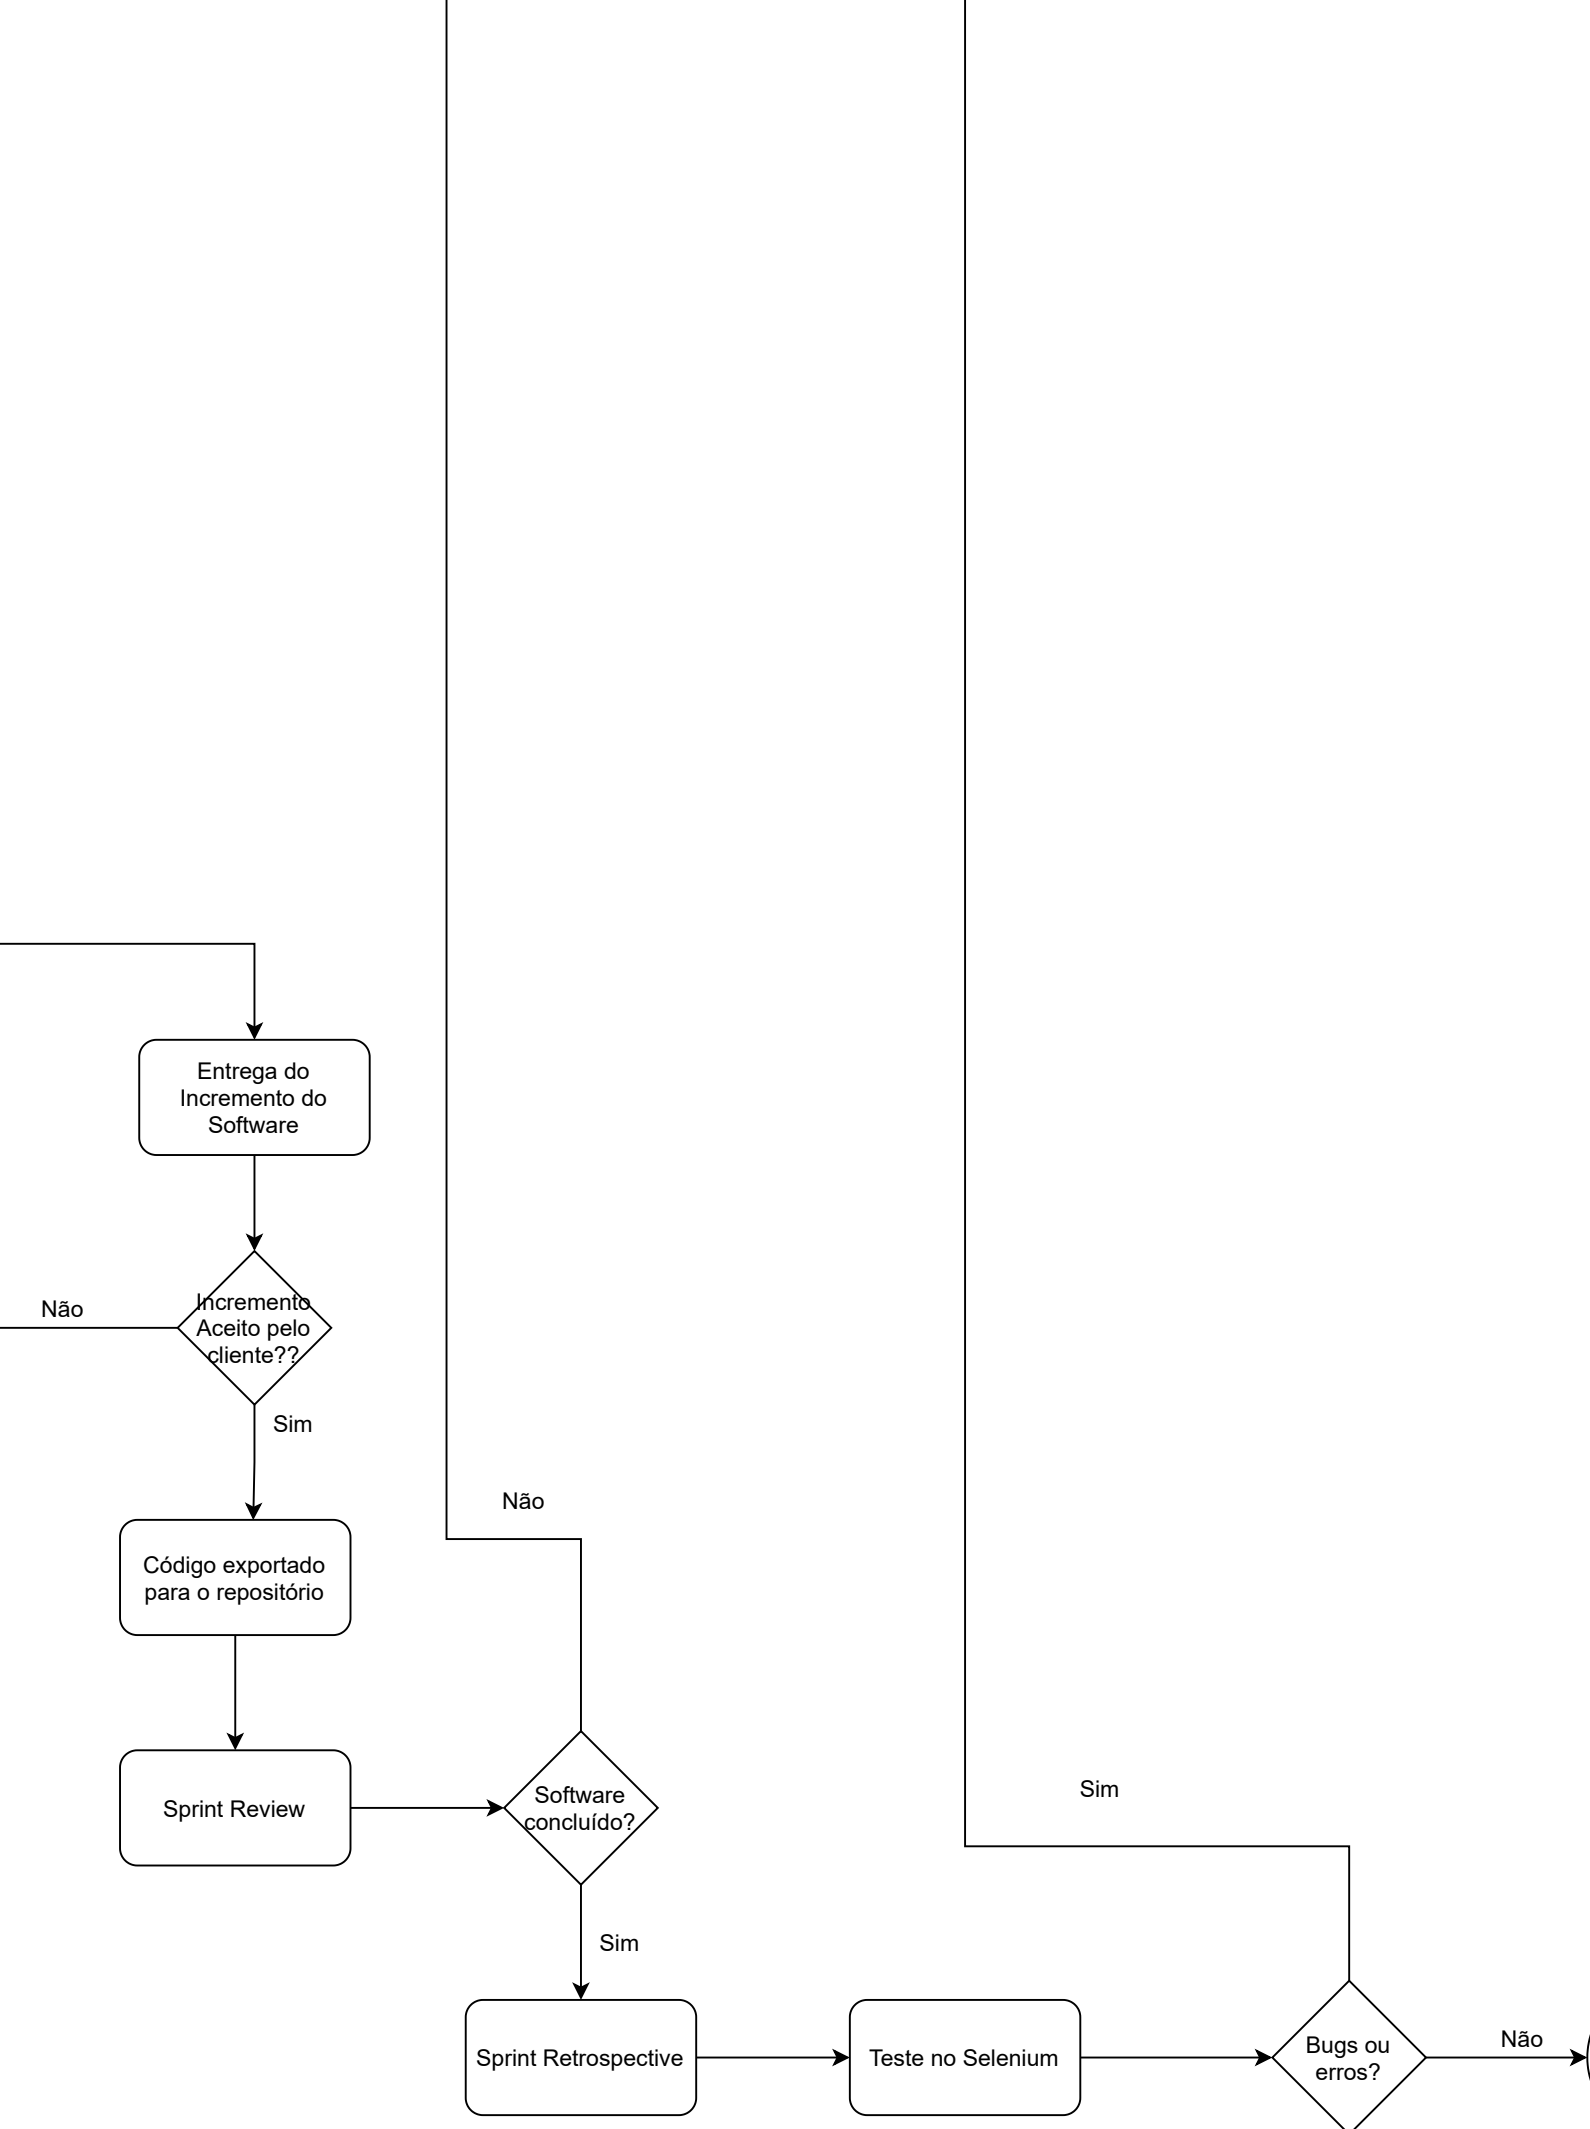 Entrega do
Incremento do
Software
Não
Incremento
Aceito pelo
cliente??
Sim
Não
Código exportado
para o repositório
Sim
Sprint Review
Software
concluído?
Sim
Sprint Retrospective
Teste no Selenium
Bugs ou
erros?
Não